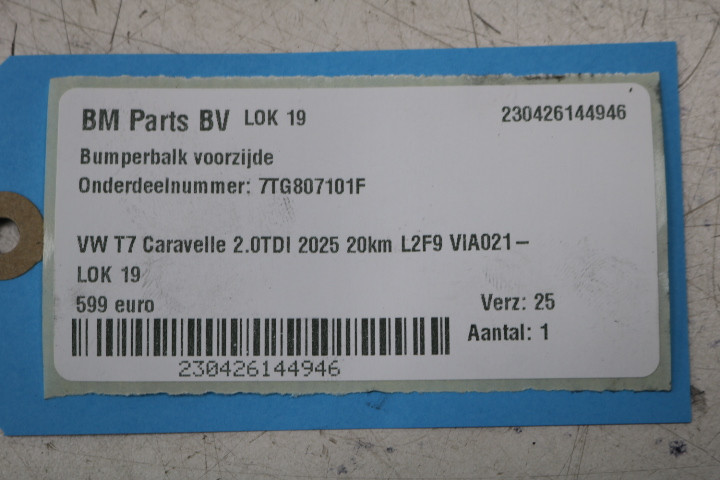 BM Parts BV LOK 19 230426144946
Bumperbalk voorzijde
Onderdeelnummer: 7TG807101F
VW T7 Caravelle 2.0TDI 2025 20km L2F9 VIA021-
LOK 19
599 euro Verz: 25
Aantal: 1
230426144946